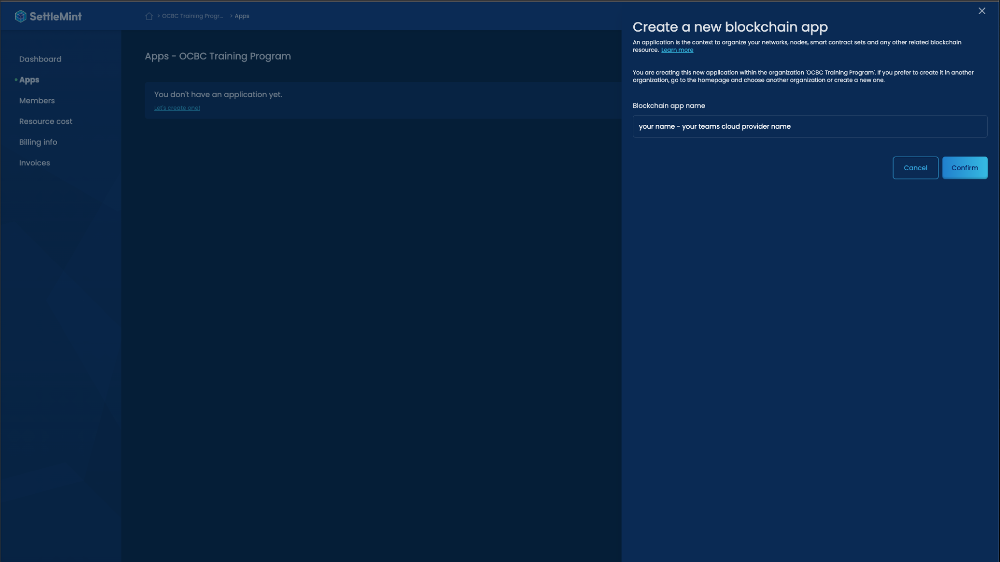 SettleMint
> OCBC Training Progr... > Apps
Dashboard
Apps
Members
Resource cost
Billing info
Invoices
Apps - OCBC Training Program
You don't have an application yet.
Let's create one!
Create a new blockchain app
An application is the context to organize your networks, nodes, smart contract sets and any other related blockchain
resource. Learn more
You are creating this new application within the organization 'OCBC Training Program'. If you prefer to create it in another
organization, go to the homepage and choose another organization or create a new one.
Blockchain app name
your name - your teams cloud provider name
Cancel
Confirm